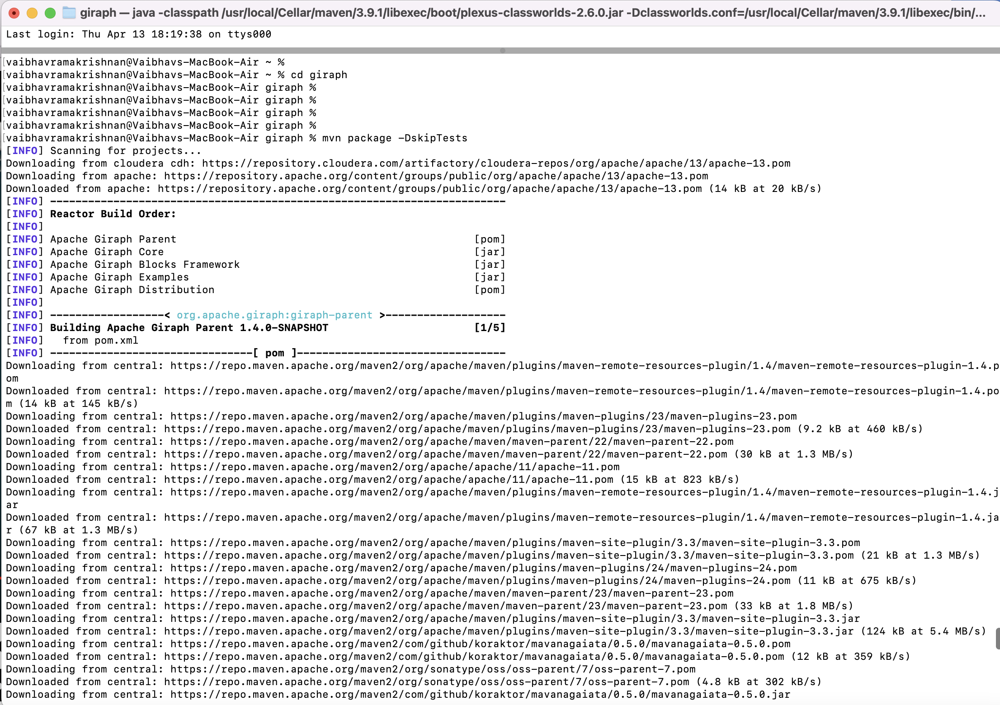 giraph — java -classpath /usr/local/Cellar/maven/3.9.1/libexec/boot/plexus-classworlds-2.6.0.jar -Dclassworlds.conf=/usr/local/Cellar/maven/3.9.1/libexec/bin/...
Last login: Thu Apr 13 18:19:38 on ttys000
[vaibhavramakrishnan@Vaibhavs-MacBook-Air ~ %
[vaibhavramakrishnan@Vaibhavs-MacBook-Air ~ % cd giraph
[vaibhavramakrishnan@Vaibhavs-MacBook-Air giraph %
[vaibhavramakrishnan@Vaibhavs-MacBook-Air giraph %
[vaibhavramakrishnan@Vaibhavs-MacBook-Air giraph %
[vaibhavramakrishnan@Vaibhavs-MacBook-Air giraph %
[vaibhavramakrishnan@Vaibhavs-MacBook-Air giraph % mvn package -DskipTests
[INFO] Scanning for projects...
Downloading from cloudera cdh: https://repository.cloudera.com/artifactory/cloudera-repos/org/apache/apache/13/apache-13.pom
Downloading from apache: https://repository.apache.org/content/groups/public/org/apache/apache/13/apache-13.pom
Downloaded from apache: https://repository.apache.org/content/groups/public/org/apache/apache/13/apache-13.pom (14 kB at 20 kB/s)
[INFO] ------------------------------------------------------------------------
[INFO] Reactor Build Order:
[INFO]
[INFO] Apache Giraph Parent [pom]
[INFO] Apache Giraph Core [jar]
[INFO] Apache Giraph Blocks Framework [jar]
[INFO] Apache Giraph Examples [jar]
[INFO] Apache Giraph Distribution [pom]
[INFO]
[INFO] ------------------< org.apache.giraph:giraph-parent >-------------------
[INFO] Building Apache Giraph Parent 1.4.0-SNAPSHOT [1/5]
[INFO] from pom.xml
[INFO] --------------------------------[ pom ]---------------------------------
Downloading from central: https://repo.maven.apache.org/maven2/org/apache/maven/plugins/maven-remote-resources-plugin/1.4/maven-remote-resources-plugin-1.4.p
om
Downloaded from central: https://repo.maven.apache.org/maven2/org/apache/maven/plugins/maven-remote-resources-plugin/1.4/maven-remote-resources-plugin-1.4.po
m (14 kB at 145 kB/s)
Downloading from central: https://repo.maven.apache.org/maven2/org/apache/maven/plugins/maven-plugins/23/maven-plugins-23.pom
Downloaded from central: https://repo.maven.apache.org/maven2/org/apache/maven/plugins/maven-plugins/23/maven-plugins-23.pom (9.2 kB at 460 kB/s)
Downloading from central: https://repo.maven.apache.org/maven2/org/apache/maven/maven-parent/22/maven-parent-22.pom
Downloaded from central: https://repo.maven.apache.org/maven2/org/apache/maven/maven-parent/22/maven-parent-22.pom (30 kB at 1.3 MB/s)
Downloading from central: https://repo.maven.apache.org/maven2/org/apache/apache/11/apache-11.pom
Downloaded from central: https://repo.maven.apache.org/maven2/org/apache/apache/11/apache-11.pom (15 kB at 823 kB/s)
Downloading from central: https://repo.maven.apache.org/maven2/org/apache/maven/plugins/maven-remote-resources-plugin/1.4/maven-remote-resources-plugin-1.4.j
ar
Downloaded from central: https://repo.maven.apache.org/maven2/org/apache/maven/plugins/maven-remote-resources-plugin/1.4/maven-remote-resources-plugin-1.4.ja
r (67 kB at 1.3 MB/s)
Downloading from central: https://repo.maven.apache.org/maven2/org/apache/maven/plugins/maven-site-plugin/3.3/maven-site-plugin-3.3.pom
Downloaded from central: https://repo.maven.apache.org/maven2/org/apache/maven/plugins/maven-site-plugin/3.3/maven-site-plugin-3.3.pom (21 kB at 1.3 MB/s)
Downloading from central: https://repo.maven.apache.org/maven2/org/apache/maven/plugins/maven-plugins/24/maven-plugins-24.pom
Downloaded from central: https://repo.maven.apache.org/maven2/org/apache/maven/plugins/maven-plugins/24/maven-plugins-24.pom (11 kB at 675 kB/s)
Downloading from central: https://repo.maven.apache.org/maven2/org/apache/maven/maven-parent/23/maven-parent-23.pom
Downloaded from central: https://repo.maven.apache.org/maven2/org/apache/maven/maven-parent/23/maven-parent-23.pom (33 kB at 1.8 MB/s)
Downloading from central: https://repo.maven.apache.org/maven2/org/apache/maven/plugins/maven-site-plugin/3.3/maven-site-plugin-3.3.jar
Downloaded from central: https://repo.maven.apache.org/maven2/org/apache/maven/plugins/maven-site-plugin/3.3/maven-site-plugin-3.3.jar (124 kB at 5.4 MB/s)
Downloading from central: https://repo.maven.apache.org/maven2/com/github/koraktor/mavanagaiata/0.5.0/mavanagaiata-0.5.0.pom
Downloaded from central: https://repo.maven.apache.org/maven2/com/github/koraktor/mavanagaiata/0.5.0/mavanagaiata-0.5.0.pom (12 kB at 359 kB/s)
Downloading from central: https://repo.maven.apache.org/maven2/org/sonatype/oss/oss-parent/7/oss-parent-7.pom
Downloaded from central: https://repo.maven.apache.org/maven2/org/sonatype/oss/oss-parent/7/oss-parent-7.pom (4.8 kB at 302 kB/s)
Downloading from central: https://repo.maven.apache.org/maven2/com/github/koraktor/mavanagaiata/0.5.0/mavanagaiata-0.5.0.jar